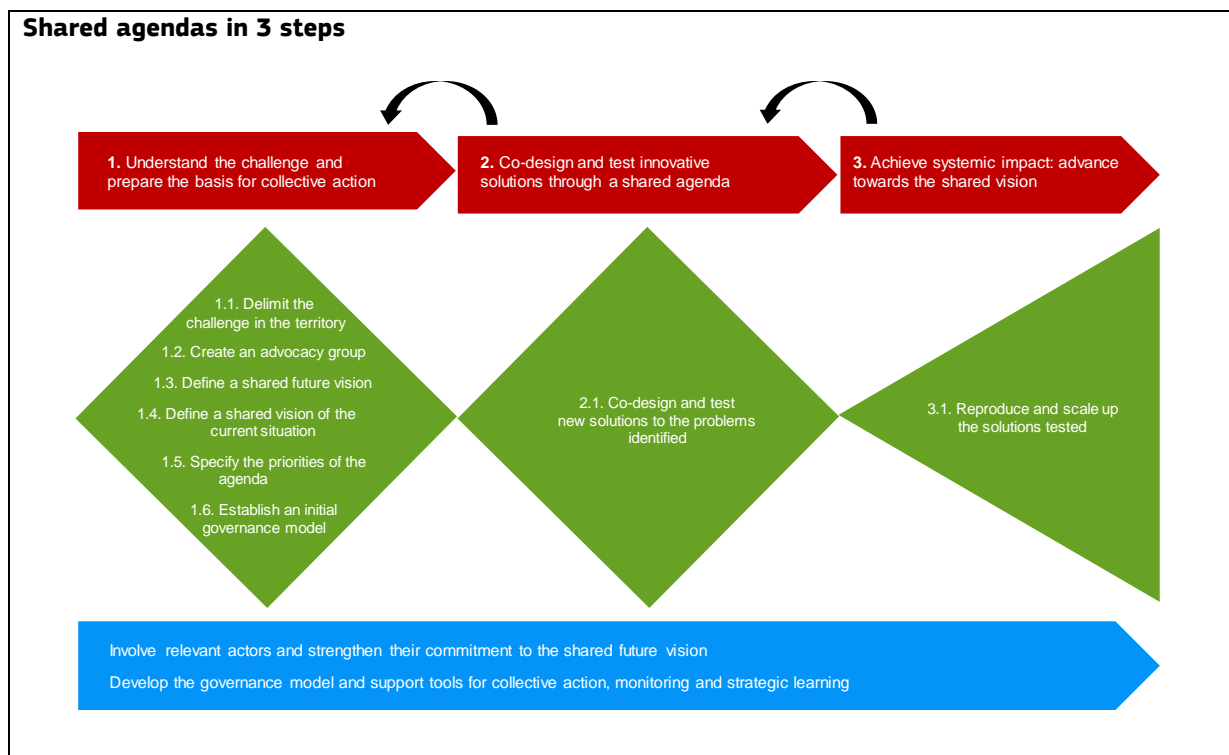 Shared agendas in 3 steps
1. Understand the challenge and
prepare the basis for collective action
2. Co-design and test innovative
solutions through a shared agenda
3. Achieve systemic impact: advance
towards the shared vision
1.1. Delimit the
challenge in the territory
1.2. Create an advocacy group
1.3. Define a shared future vision
1.4. Define a shared vision of the
current situation
1.5. Specify the priorities of the
agenda
1.6. Establish an initial
governance model
2.1. Co-design and test
new solutions to the problems
identified
3.1. Reproduce and scale up
the solutions tested
Involve relevant actors and strengthen their commitment to the shared future vision
Develop the governance model and support tools for collective action, monitoring and strategic learning